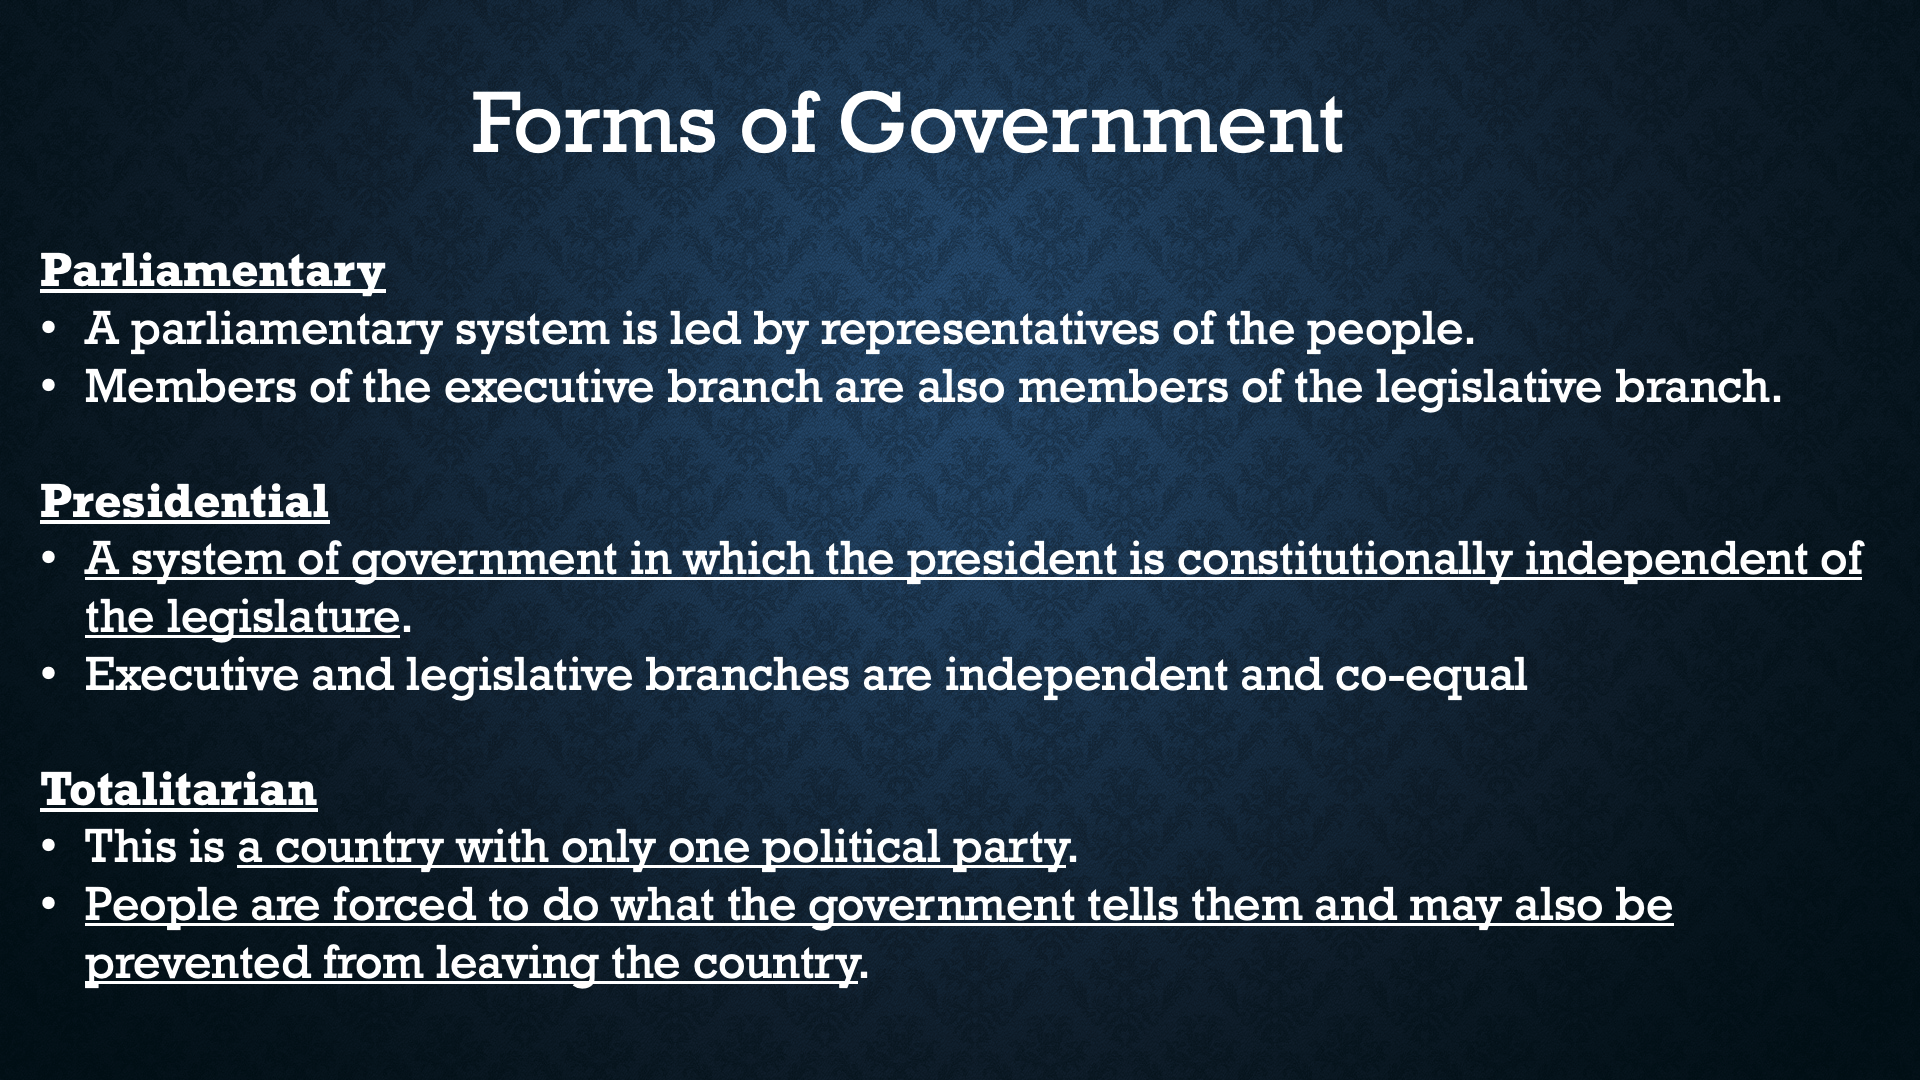 Forms of Government
Parliamentary
• A parliamentary system is led by representatives of the people.
• Members of the executive branch are also members of the legislative branch.
Presidential
• A system of government in which the president is constitutionally independent of
the legislature.
• Executive and legislative branches are independent and co-equal
Totalitarian
• This is a country with only one political party.
• People are forced to do what the government tells them and may also be
prevented from leaving the country.